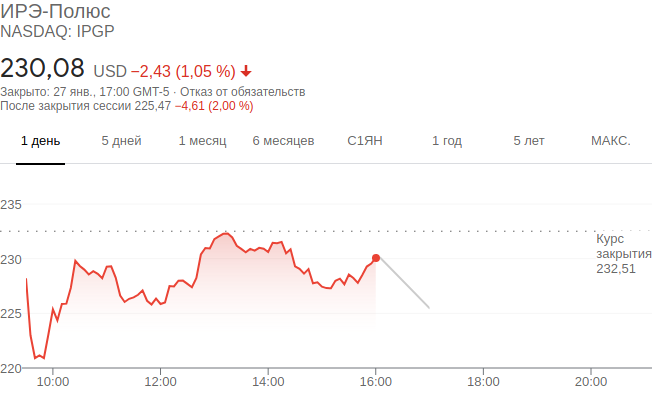 ИРЭ-Полюс
NASDAQ: IPGP
230,08 USD −2,43 (1,05 %)
Закрыто: 27 янв., 17:00 GMT-5 · Отказ от обязательств
После закрытия сессии 225,47 −4,61 (2,00 %)
1 день 5 дней 1 месяц 6 месяцев С1ЯН 1 год 5 лет МАКС.
235
230
225
220
Курс
закрытия
232,51
10:00 12:00 14:00 16:00 18:00 20:00